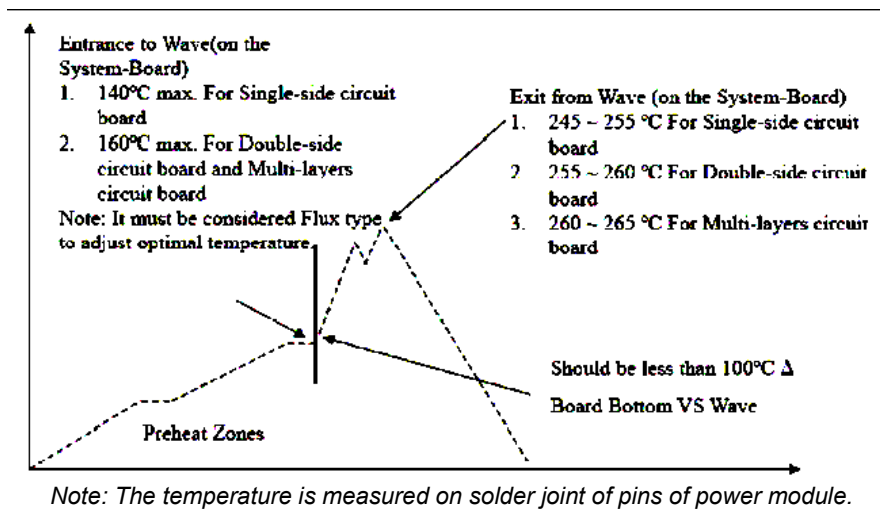 Entrance to Wave(on the
System-Board)
1. 140℃ max. For Single-side circuit
board
2. 160℃ max. For Double-side
circuit board and Multi-layers
circuit board
Note: It must be considered Flux type
to adjust optimal temperature.
Exit from Wave (on the System-Board)
1. 245 ~ 255 ℃ For Single-side circuit
board
2 255 ~ 260 ℃ For Double-side
circuit board
3. 260 ~ 265 ℃ For Multi-layers circuit
board
Should be less than 100℃ Δ
Board Bottom VS Wave
Preheat Zones
Note: The temperature is measured on solder joint of pins of power module.